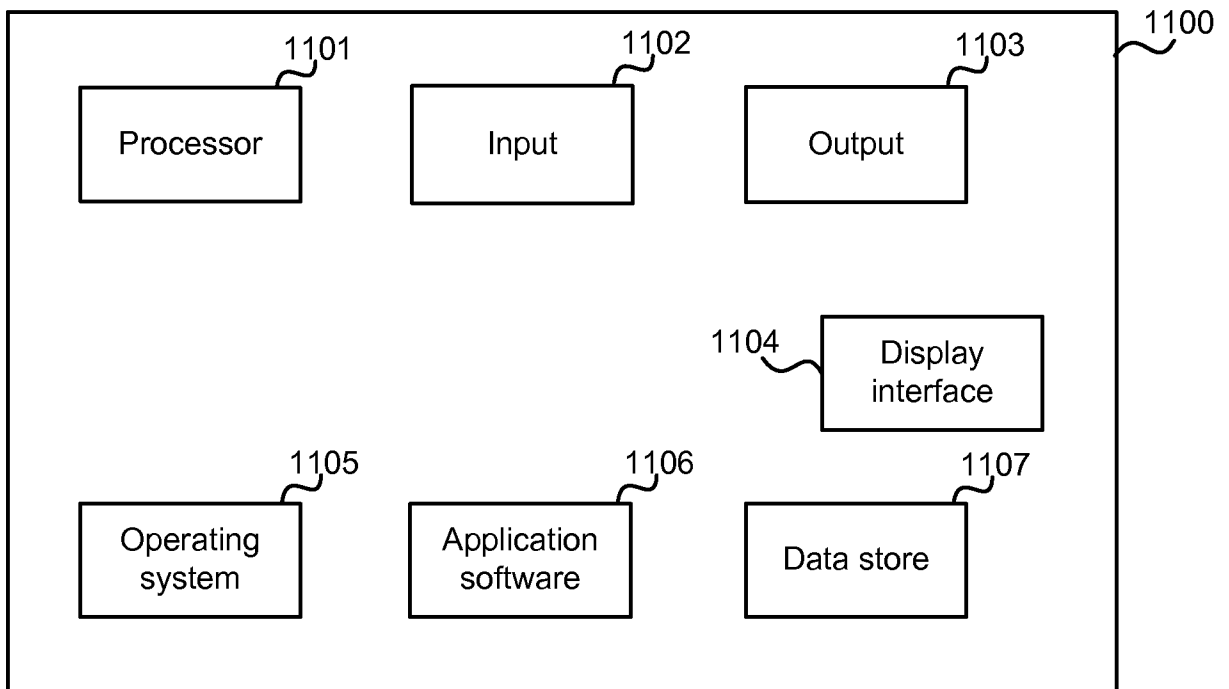 1100
1101
1102
1103
Processor
Input
Output
1104
Display
interface
1105
1106
1107
Operating
system
Application
software
Data store